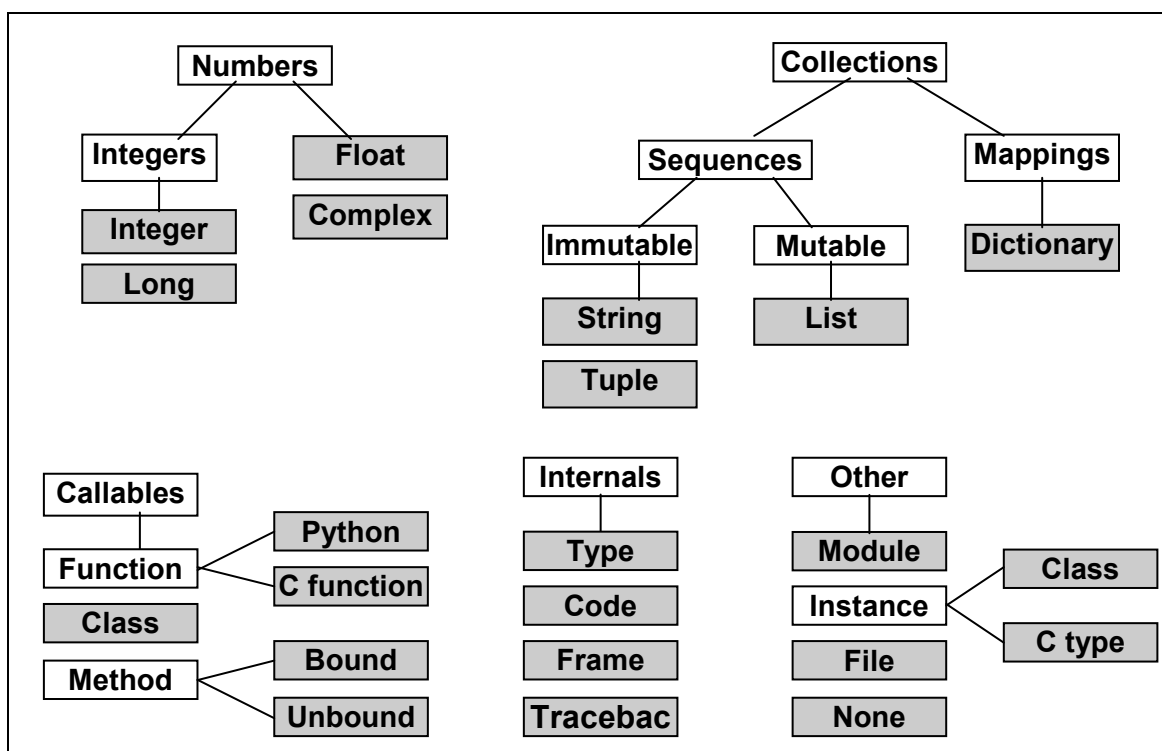 Numbers
Integers
Float
Integer
Complex
Long
Collections
Sequences
Mappings
Immutable
Mutable
Dictionary
String
List
Tuple
Callables
Function
Python
C function
Class
Method
Bound
Unbound
Internals
Type
Code
Frame
Tracebac
Other
Module
Instance
Class
C type
File
None